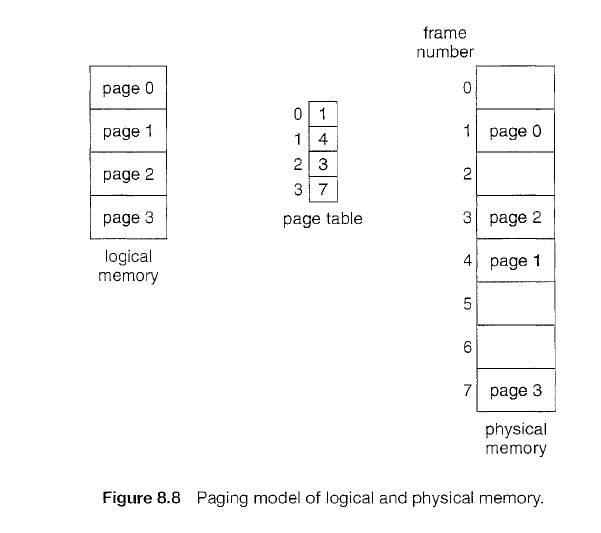 frame
number
page 0
page 1
page 2
page 3
logical
memory
0 1
1 4
2 3
3 7
page table
0
1 page 0
2
3 page 2
4 page 1
5
6
7 page 3
physical
memory
Figure 8.8 Paging model of logical and physical memory.